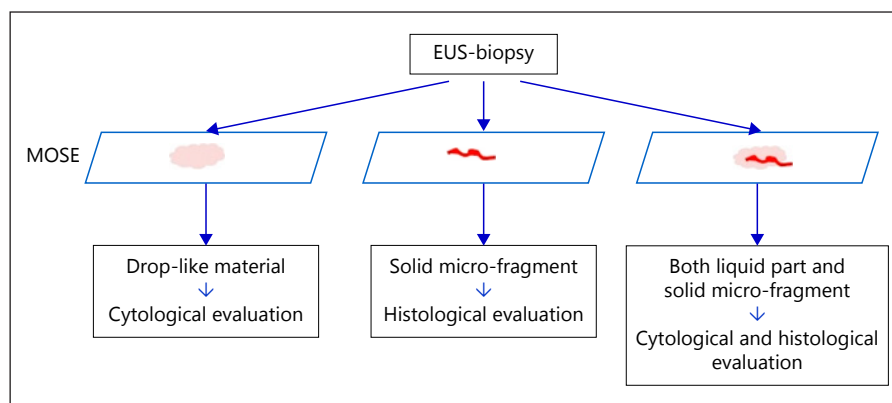 EUS-biopsy
MOSE
Drop-like material
Cytological evaluation
Solid micro-fragment
Histological evaluation
Both liquid part and
solid micro-fragment
Cytological and histological
evaluation